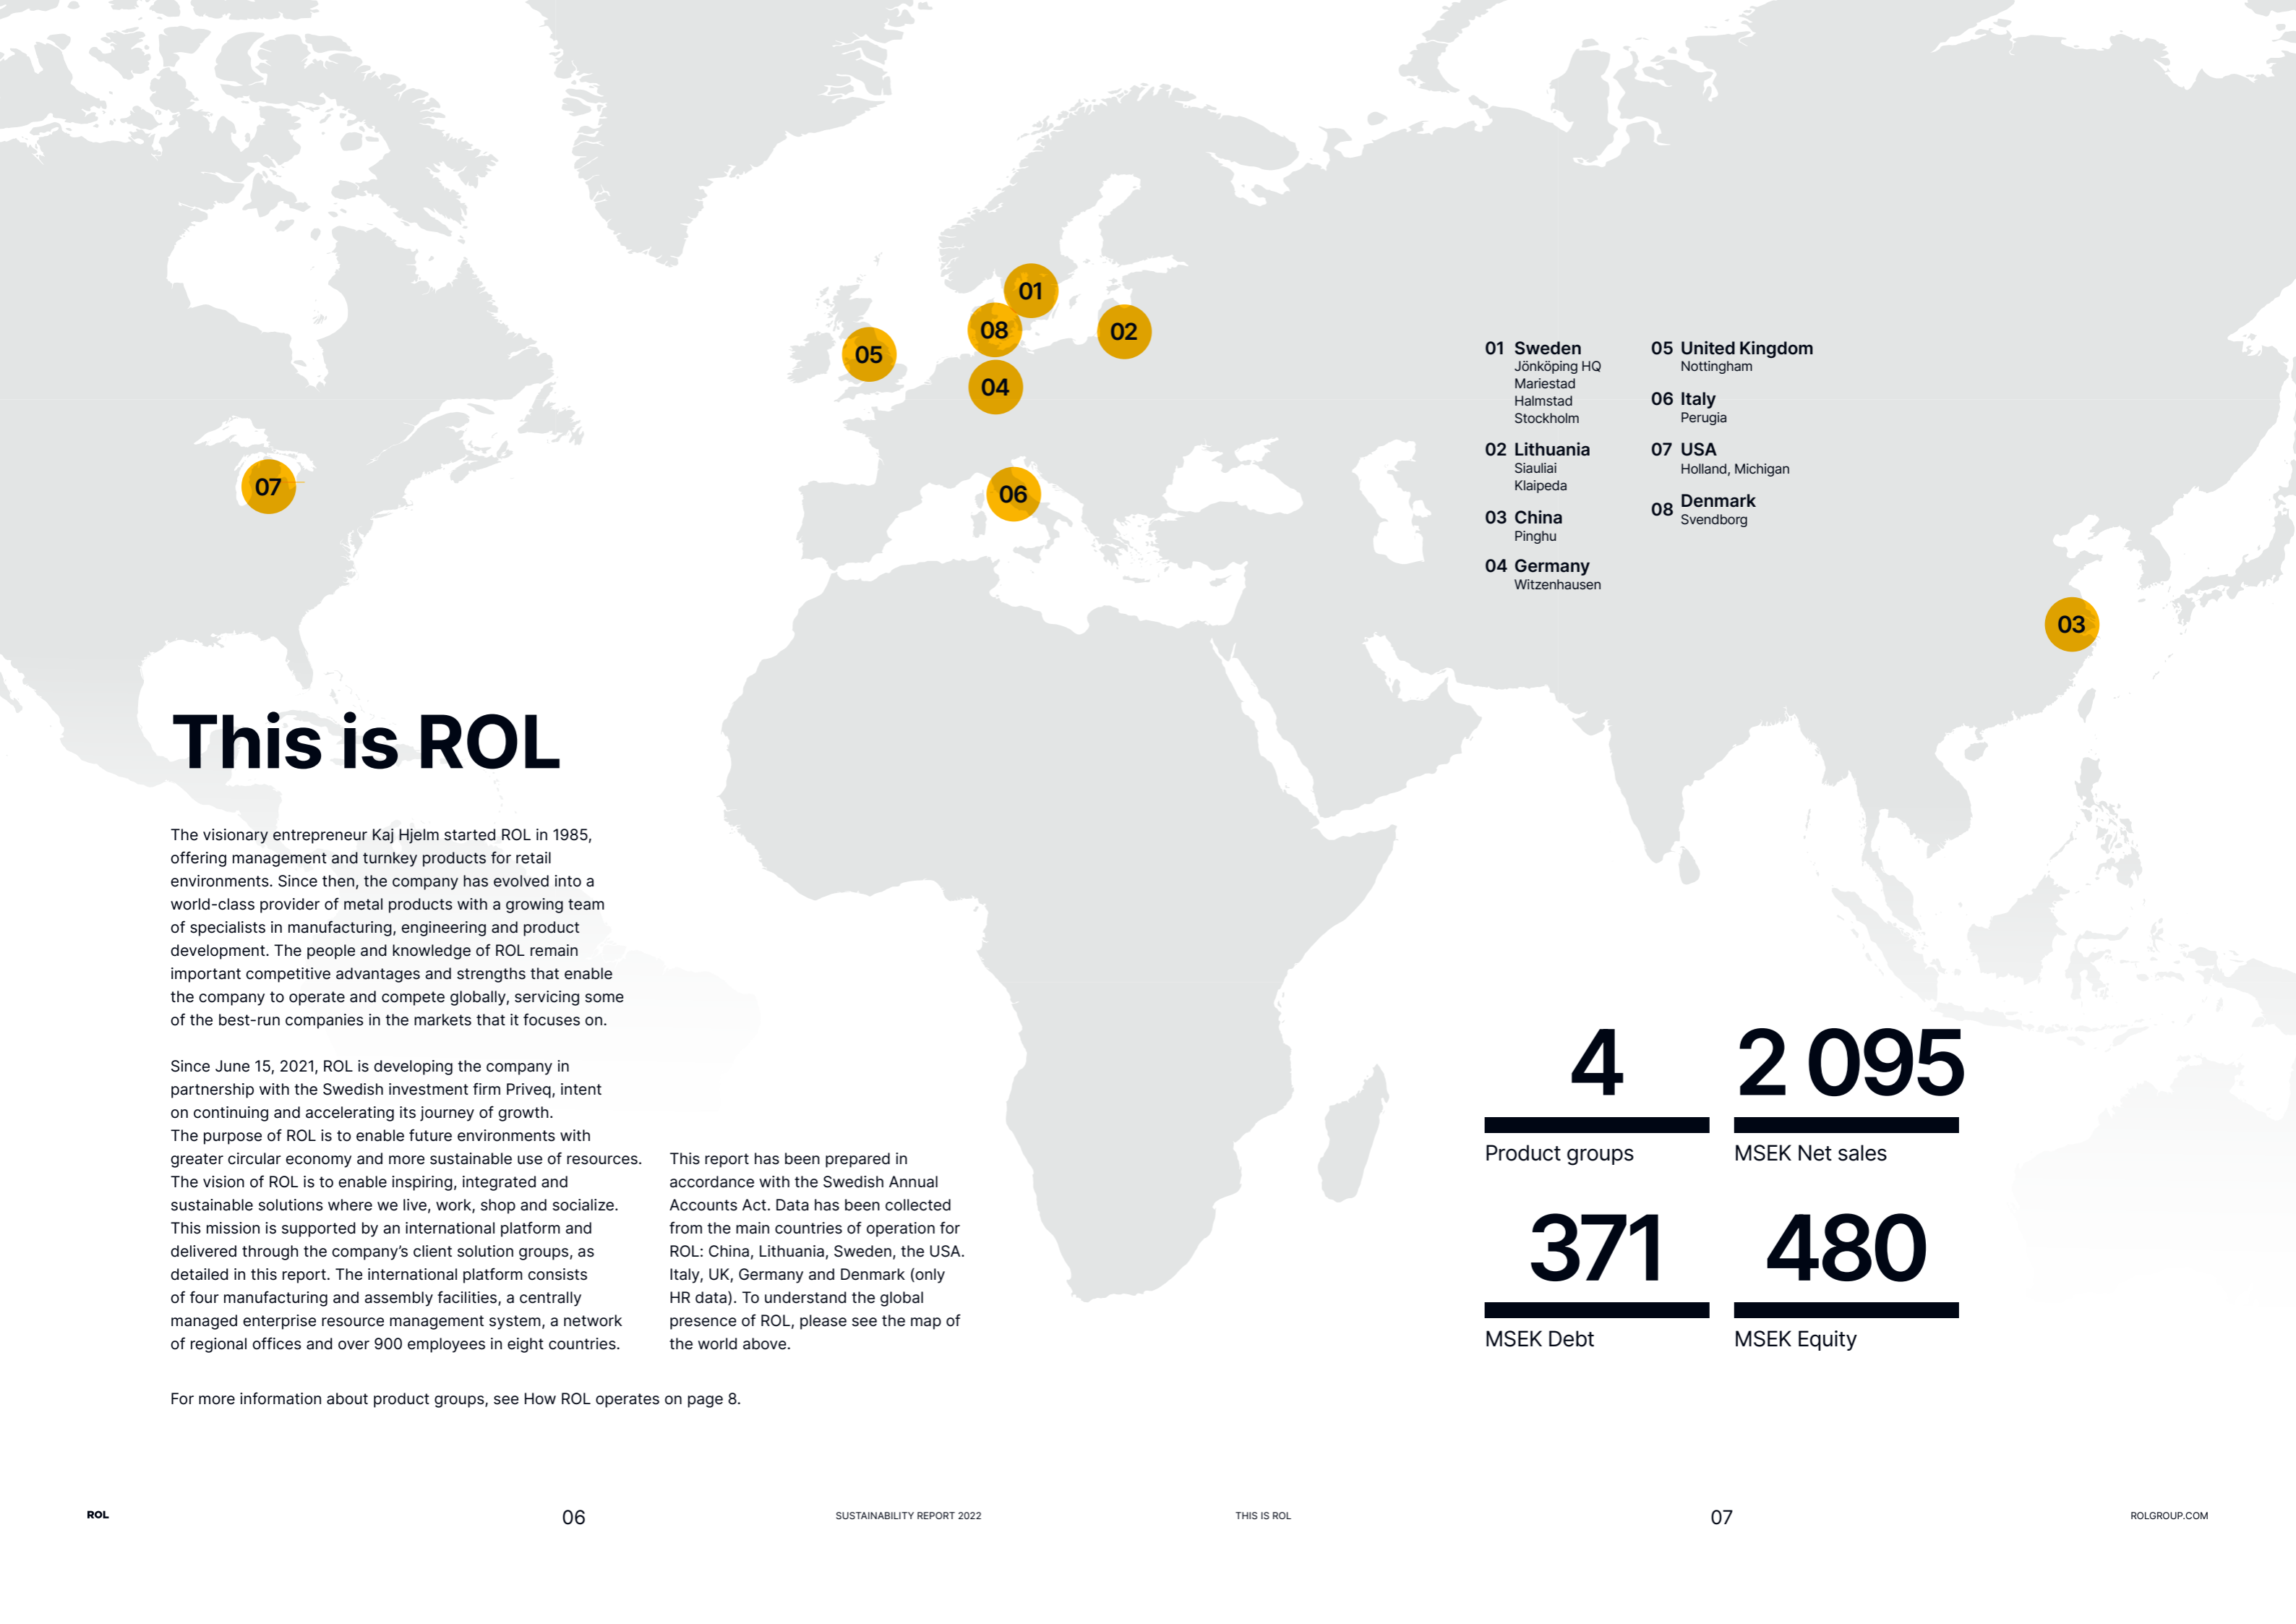 01
08
02
05
04
07
06
03
01 Sweden
Jönköping HQ
Mariestad
Halmstad
Stockholm
02 Lithuania
Siauliai
Klaipeda
03 China
Pinghu
04 Germany
Witzenhausen
05 United Kingdom
Nottingham
06 Italy
Perugia
07 USA
Holland, Michigan
08 Denmark
Svendborg
This is ROL
The visionary entrepreneur Kaj Hjelm started ROL in 1985,
offering management and turnkey products for retail
environments. Since then, the company has evolved into a
world-class provider of metal products with a growing team
of specialists in manufacturing, engineering and product
development. The people and knowledge of ROL remain
important competitive advantages and strengths that enable
the company to operate and compete globally, servicing some
of the best-run companies in the markets that it focuses on.
Since June 15, 2021, ROL is developing the company in
partnership with the Swedish investment firm Priveq, intent
on continuing and accelerating its journey of growth.
The purpose of ROL is to enable future environments with
greater circular economy and more sustainable use of resources.
The vision of ROL is to enable inspiring, integrated and
sustainable solutions where we live, work, shop and socialize.
This mission is supported by an international platform and
delivered through the company's client solution groups, as
detailed in this report. The international platform consists
of four manufacturing and assembly facilities, a centrally
managed enterprise resource management system, a network
of regional offices and over 900 employees in eight countries.
For more information about product groups, see How ROL operates on page 8.
This report has been prepared in
accordance with the Swedish Annual
Accounts Act. Data has been collected
from the main countries of operation for
ROL: China, Lithuania, Sweden, the USA.
Italy, UK, Germany and Denmark (only
HR data). To understand the global
presence of ROL, please see the map of
the world above.
4
Product groups
2 095
MSEK Net sales
371
MSEK Debt
480
MSEK Equity
ROL
06
SUSTAINABILITY REPORT 2022
THIS IS ROL
07
ROLGROUP.COM